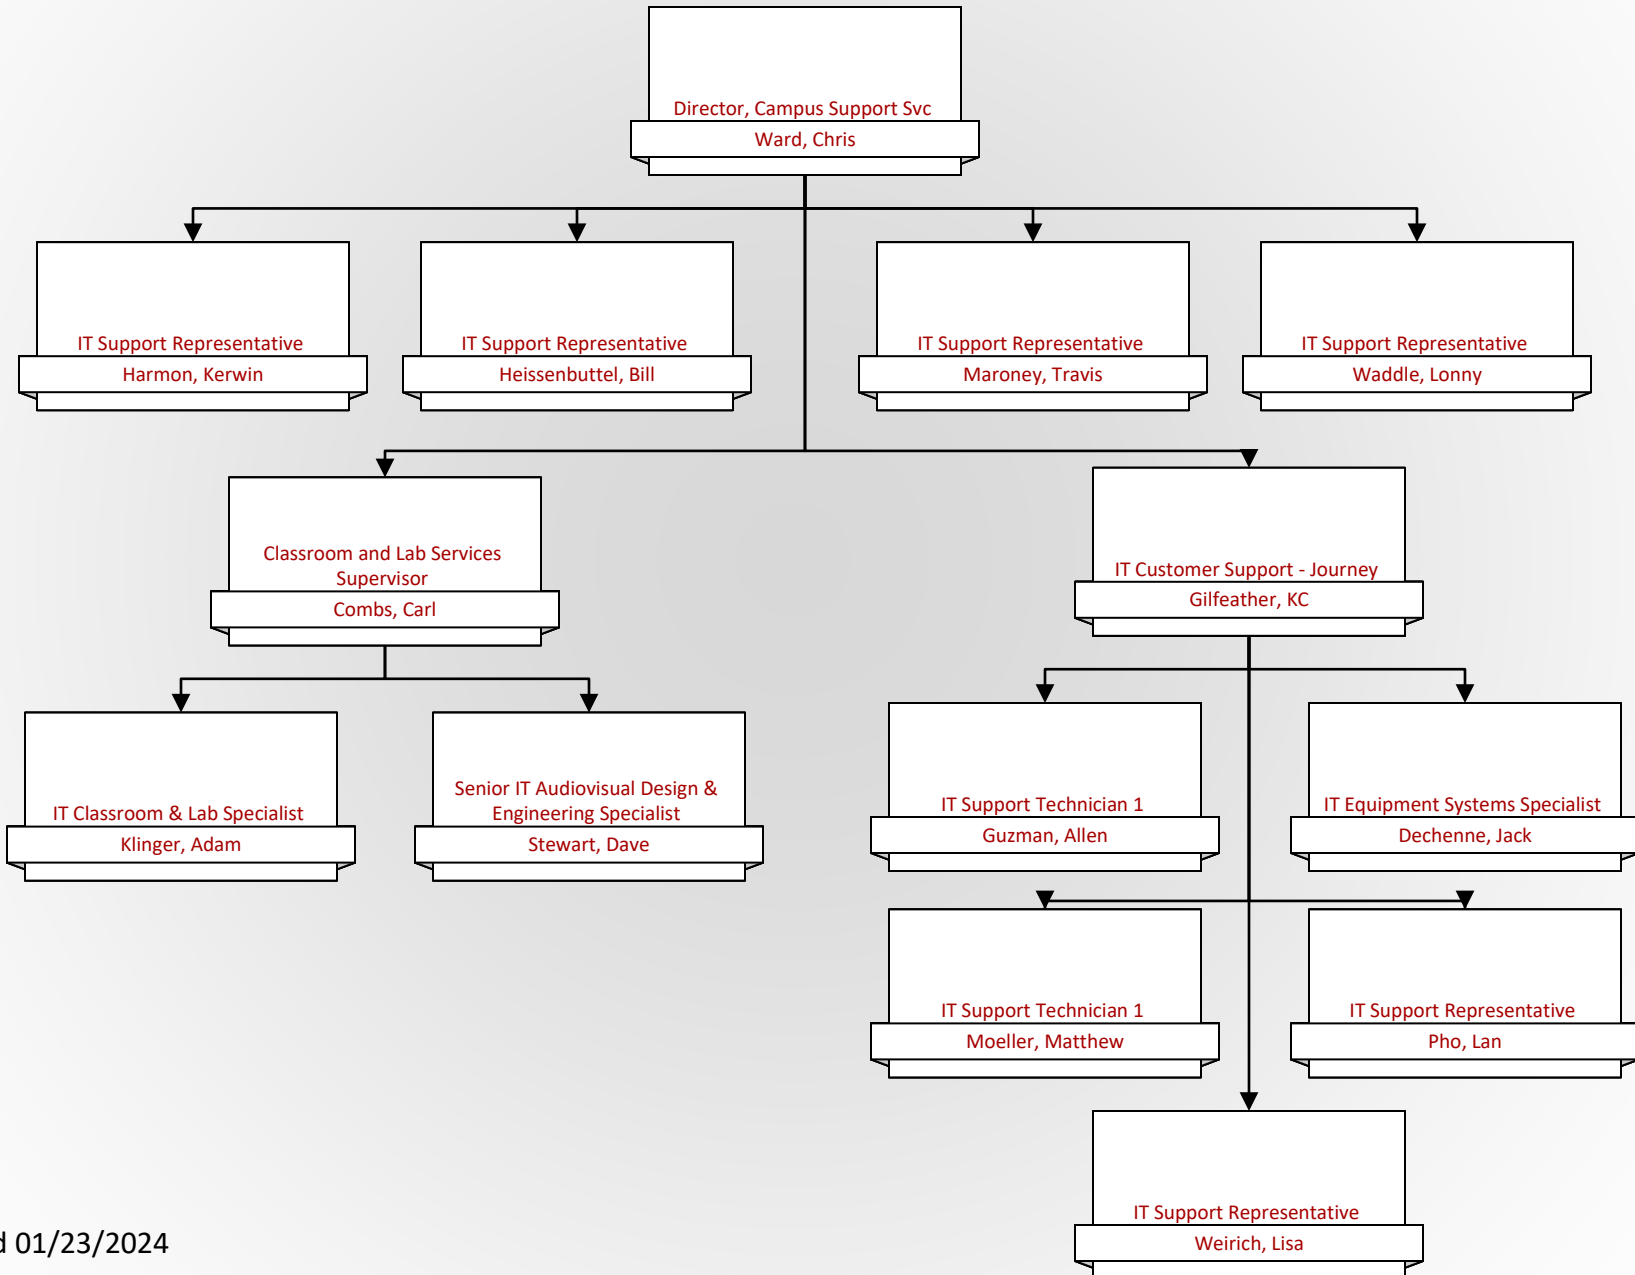 Director, Campus Support Svc
Ward, Chris
IT Support Representative
Harmon, Kerwin
IT Support Representative
Heissenbuttel, Bill
IT Support Representative
Maroney, Travis
IT Support Representative
Waddle, Lonny
Classroom and Lab Services
Supervisor
Combs, Carl
IT Customer Support - Journey
Gilfeather, KC
IT Classroom & Lab Specialist
Klinger, Adam
Senior IT Audiovisual Design &
Engineering Specialist
Stewart, Dave
IT Support Technician 1
Guzman, Allen
IT Equipment Systems Specialist
Dechenne, Jack
IT Support Technician 1
Moeller, Matthew
IT Support Representative
Pho, Lan
IT Support Representative
Weirich, Lisa
01/23/2024